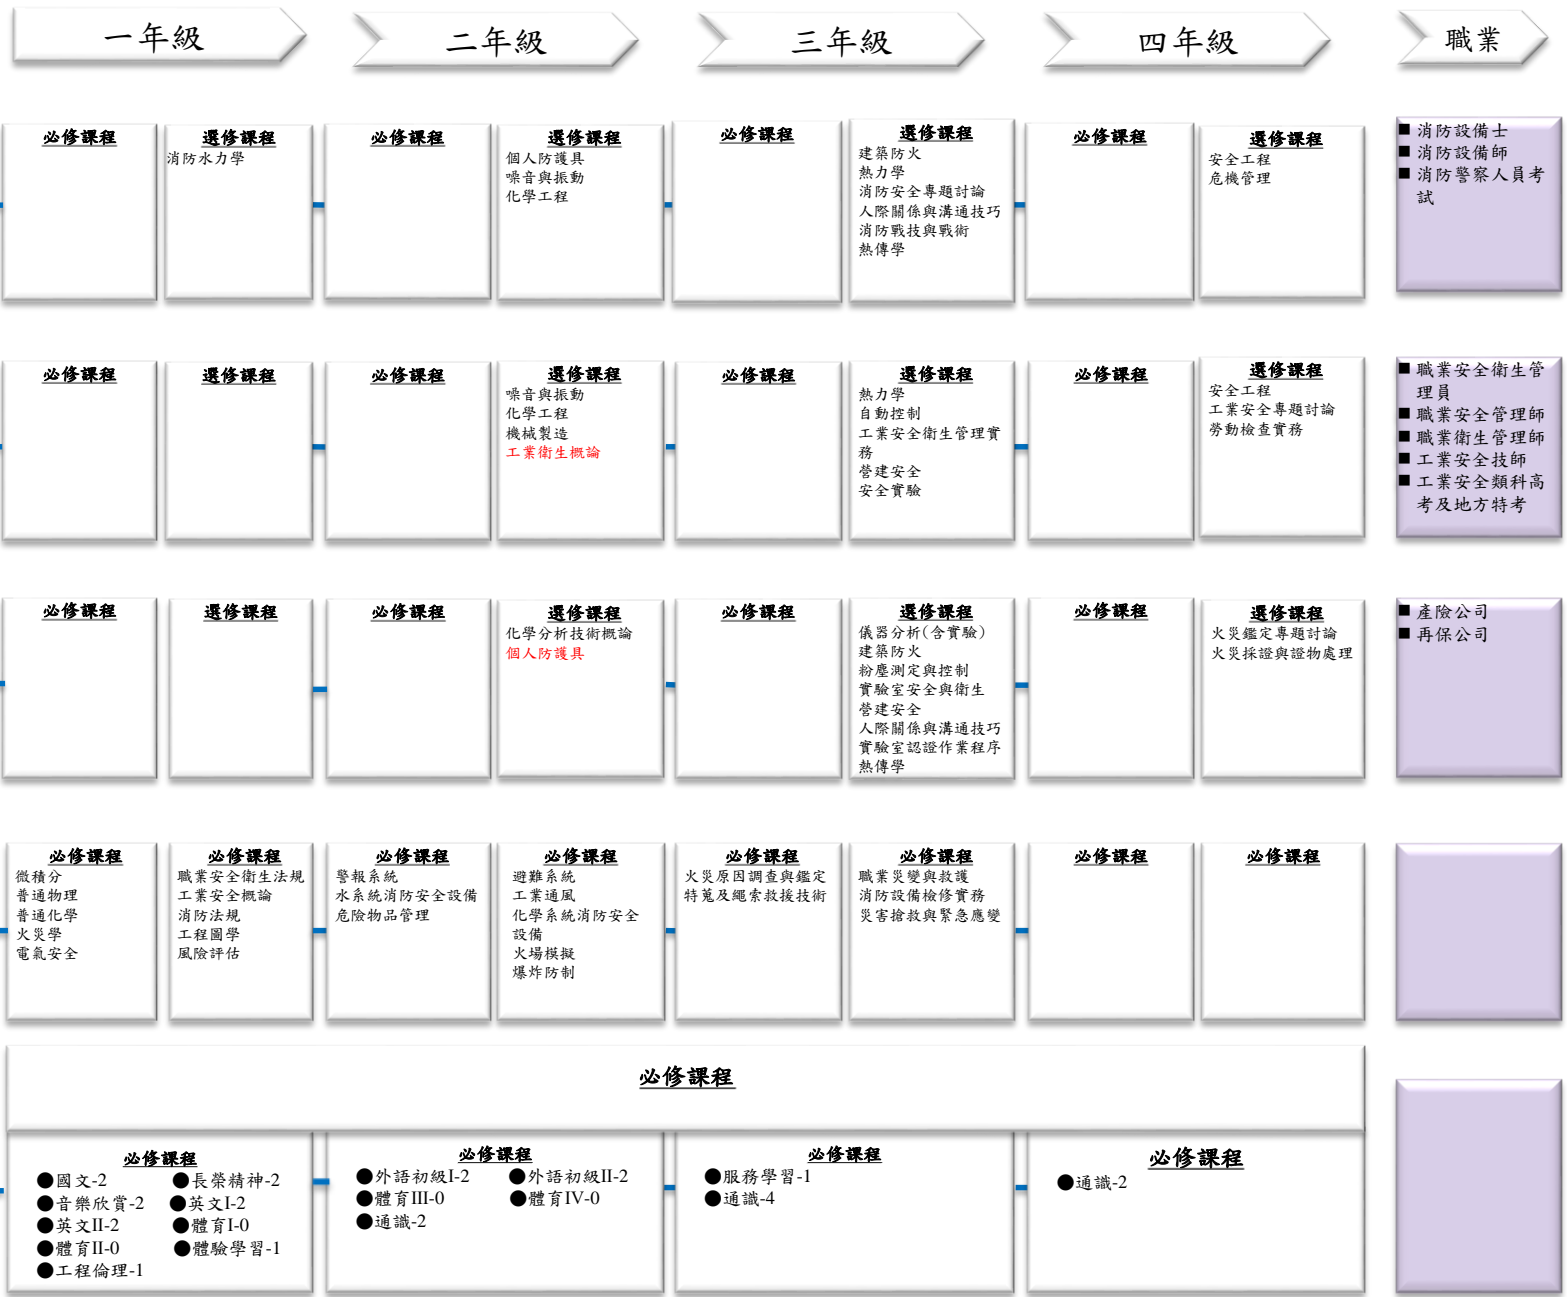 一年級
二年級
三年級
四年級
職業
必修課程
選修課程
消防水力學
必修課程
選修課程
個人防護具
噪音與振動
化學工程
必修課程
選修課程
建築防火
熱力學
消防安全專題討論
人際關係與溝通技巧
消防戰技與戰術
熱傳學
必修課程
選修課程
安全工程
危機管理
■ 消防設備士
■ 消防設備師
■ 消防警察人員考
試
必修課程
選修課程
必修課程
選修課程
噪音與振動
化學工程
機械製造
工業衛生概論
必修課程
選修課程
熱力學
自動控制
工業安全衛生管理實
務
營建安全
安全實驗
必修課程
選修課程
安全工程
工業安全專題討論
勞動檢查實務
■ 職業安全衛生管
理員
■ 職業安全管理師
■ 職業衛生管理師
■ 工業安全技師
■ 工業安全類科高
考及地方特考
必修課程
選修課程
必修課程
選修課程
化學分析技術概論
個人防護具
必修課程
選修課程
儀器分析(含實驗)
建築防火
粉塵測定與控制
實驗室安全與衛生
營建安全
人際關係與溝通技巧
實驗室認證作業程序
熱傳學
必修課程
選修課程
火災鑑定專題討論
火災採證與證物處理
■ 產險公司
■ 再保公司
必修課程
微積分
普通物理
普通化學
火災學
電氣安全
必修課程
職業安全衛生法規
工業安全概論
消防法規
工程圖學
風險評估
必修課程
警報系統
水系統消防安全設備
危險物品管理
必修課程
避難系統
工業通風
化學系統消防安全
設備
火場模擬
爆炸防制
必修課程
火災原因調查與鑑定
特蒐及繩索救援技術
必修課程
職業災變與救護
消防設備檢修實務
災害搶救與緊急應變
必修課程
必修課程
必修課程
必修課程
●國文-2 ●長榮精神-2
●音樂欣賞-2 ●英文I-2
●英文II-2 ●體育I-0
●體育II-0 ●體驗學習-1
●工程倫理-1
必修課程
●外語初級I-2 ●外語初級II-2
●體育III-0 ●體育IV-0
●通識-2
必修課程
●服務學習-1
●通識-4
必修課程
●通識-2